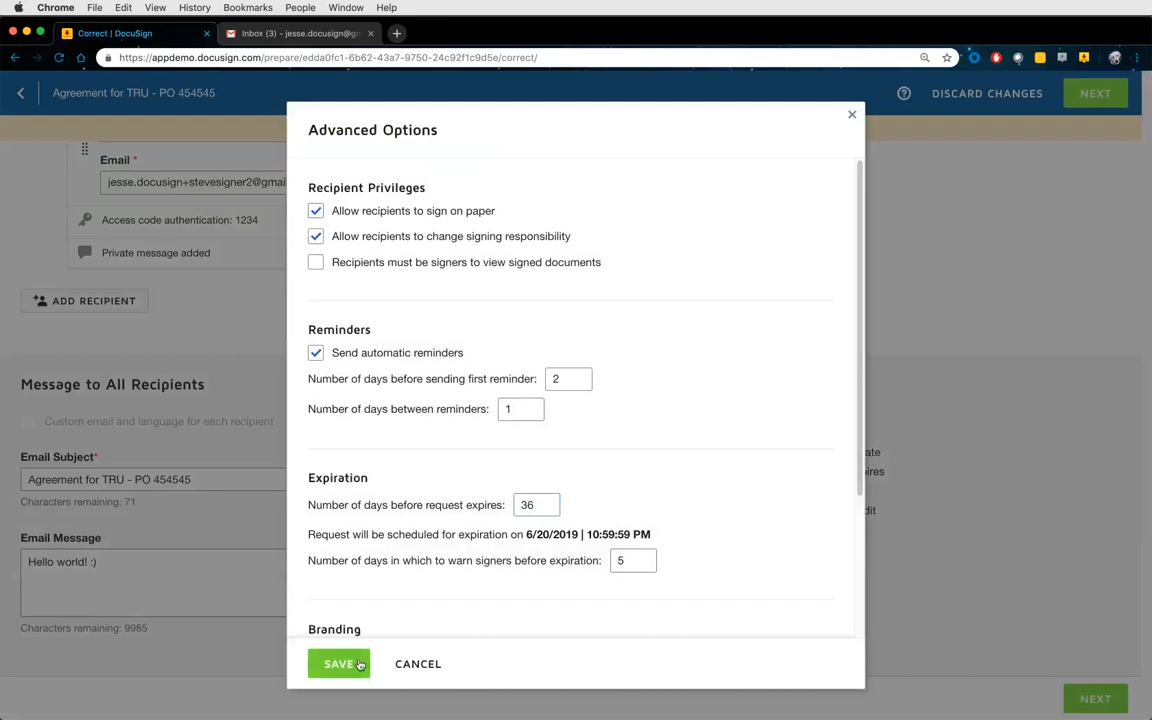 Chrome File Edit View History Bookmarks People Window Help
Correct | DocuSign × Inbox (3) - jesse.docusign@gm × +
https://appdemo.docusign.com/prepare/edda0fc1-6b62-43a7-9750-24c92f1c9d5e/correct/
Agreement for TRU - PO 454545 DISCARD CHANGES NEXT
Email *
jesse.docusign+stevesigner2@gmai
Access code authentication: 1234
Private message added
ADD RECIPIENT
Message to All Recipients
Custom email and language for each recipient
Email Subject*
Agreement for TRU - PO 454545
Characters remaining: 71
Email Message
Hello world! :)
Characters remaining: 9985
Advanced Options ×
Recipient Privileges
Allow recipients to sign on paper
Allow recipients to change signing responsibility
Recipients must be signers to view signed documents
Reminders
Send automatic reminders
Number of days before sending first reminder: 2
Number of days between reminders: 1
Expiration
Number of days before request expires: 36
Request will be scheduled for expiration on 6/20/2019 | 10:59:59 PM
Number of days in which to warn signers before expiration: 5
Branding
SAVE CANCEL
NEXT